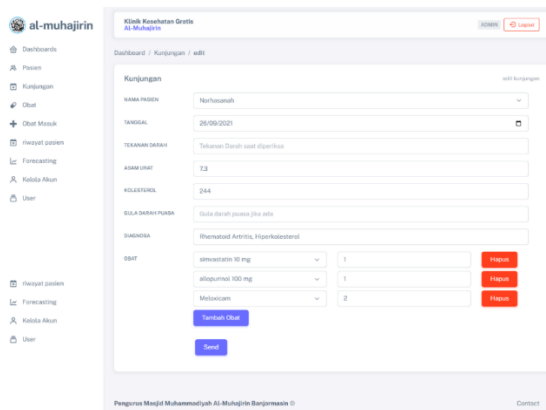 al-muhajirin
Dashboards
Pasien
Kunjungan
Obat
Obat Masuk
riwayat pasien
Forecasting
Kelola Akun
User
riwayat pasien
Forecasting
Kelola Akun
User
Klinik Kesehatan Gratis
Al-Muhajirin
ADMIN
Logout
Dashboard / Kunjungan / edit
Kunjungan
edit Kunjungan
NAMA PASIEN
Norhasanah
TANGGAL
26/09/2021
TEKANAN DARAH
Tekanan Darah saat diperiksa
ASAM URAT
7.3
KOLESTEROL
244
GULA DARAH PUASA
Gula darah puasa jika ada
DIAGNOSA
Rhematoid Artritis, Hiperkolesterol
OBAT
simvastatin 10 mg
1
Hapus
allopurinol 100 mg
1
Hapus
Meloxicam
2
Hapus
Tambah Obat
Send
Pengurus Masjid Muhammadiyah Al-Muhajirin Banjarmasin ©
Contact